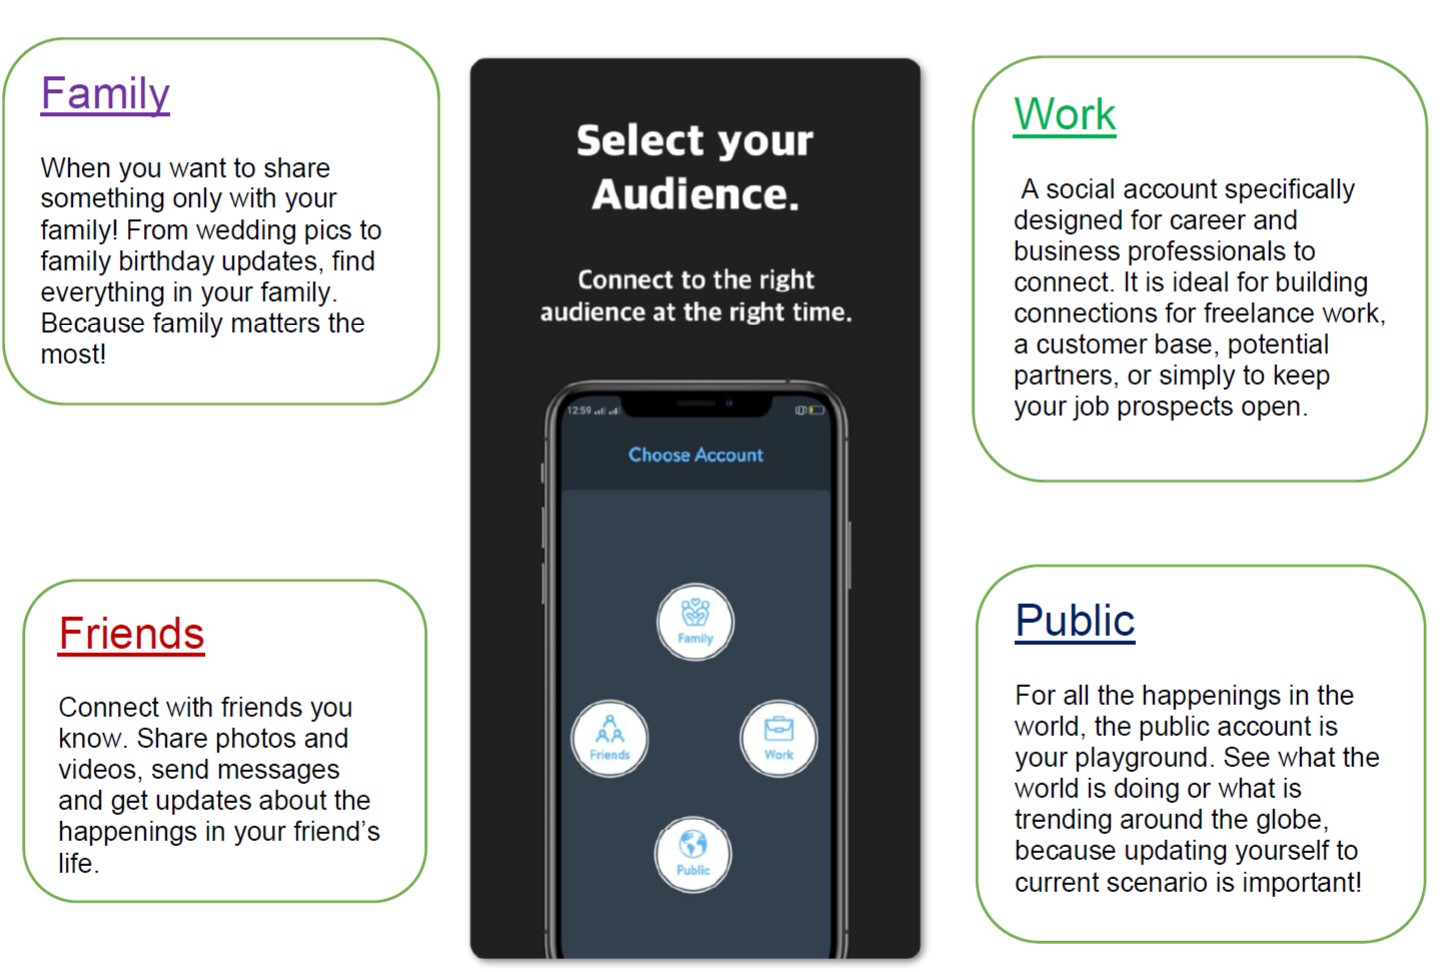 Family
When you want to share
something only with your
family! From wedding pics to
family birthday updates, find
everything in your family.
Because family matters the
most!
Friends
Connect with friends you
know. Share photos and
videos, send messages
and get updates about the
happenings in your friend’s
life.
Select your
Audience.
Connect to the right
audience at the right time.
12:59
Choose Account
Family
Friends
Work
Public
Work
A social account specifically
designed for career and
business professionals to
connect. It is ideal for building
connections for freelance work,
a customer base, potential
partners, or simply to keep
your job prospects open.
Public
For all the happenings in the
world, the public account is
your playground. See what the
world is doing or what is
trending around the globe,
because updating yourself to
current scenario is important!